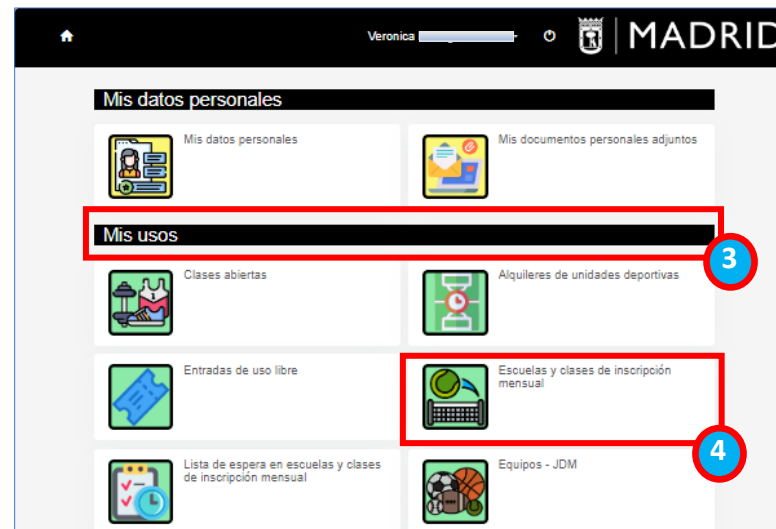 Veronica
MADRID
Mis datos personales
Mis datos personales
Mis documentos personales adjuntos
Mis usos
3
Clases abiertas
Alquileres de unidades deportivas
Entradas de uso libre
Escuelas y clases de inscripción
mensual
4
Lista de espera en escuelas y clases
de inscripción mensual
Equipos - JDM